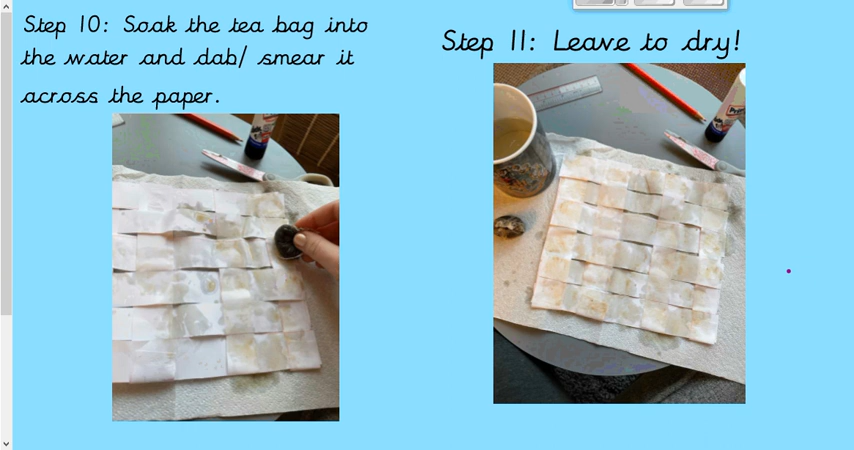 Step 10: Soak the tea bag into
the water and dab/ smear it
across the paper.
Step 11: Leave to dry!